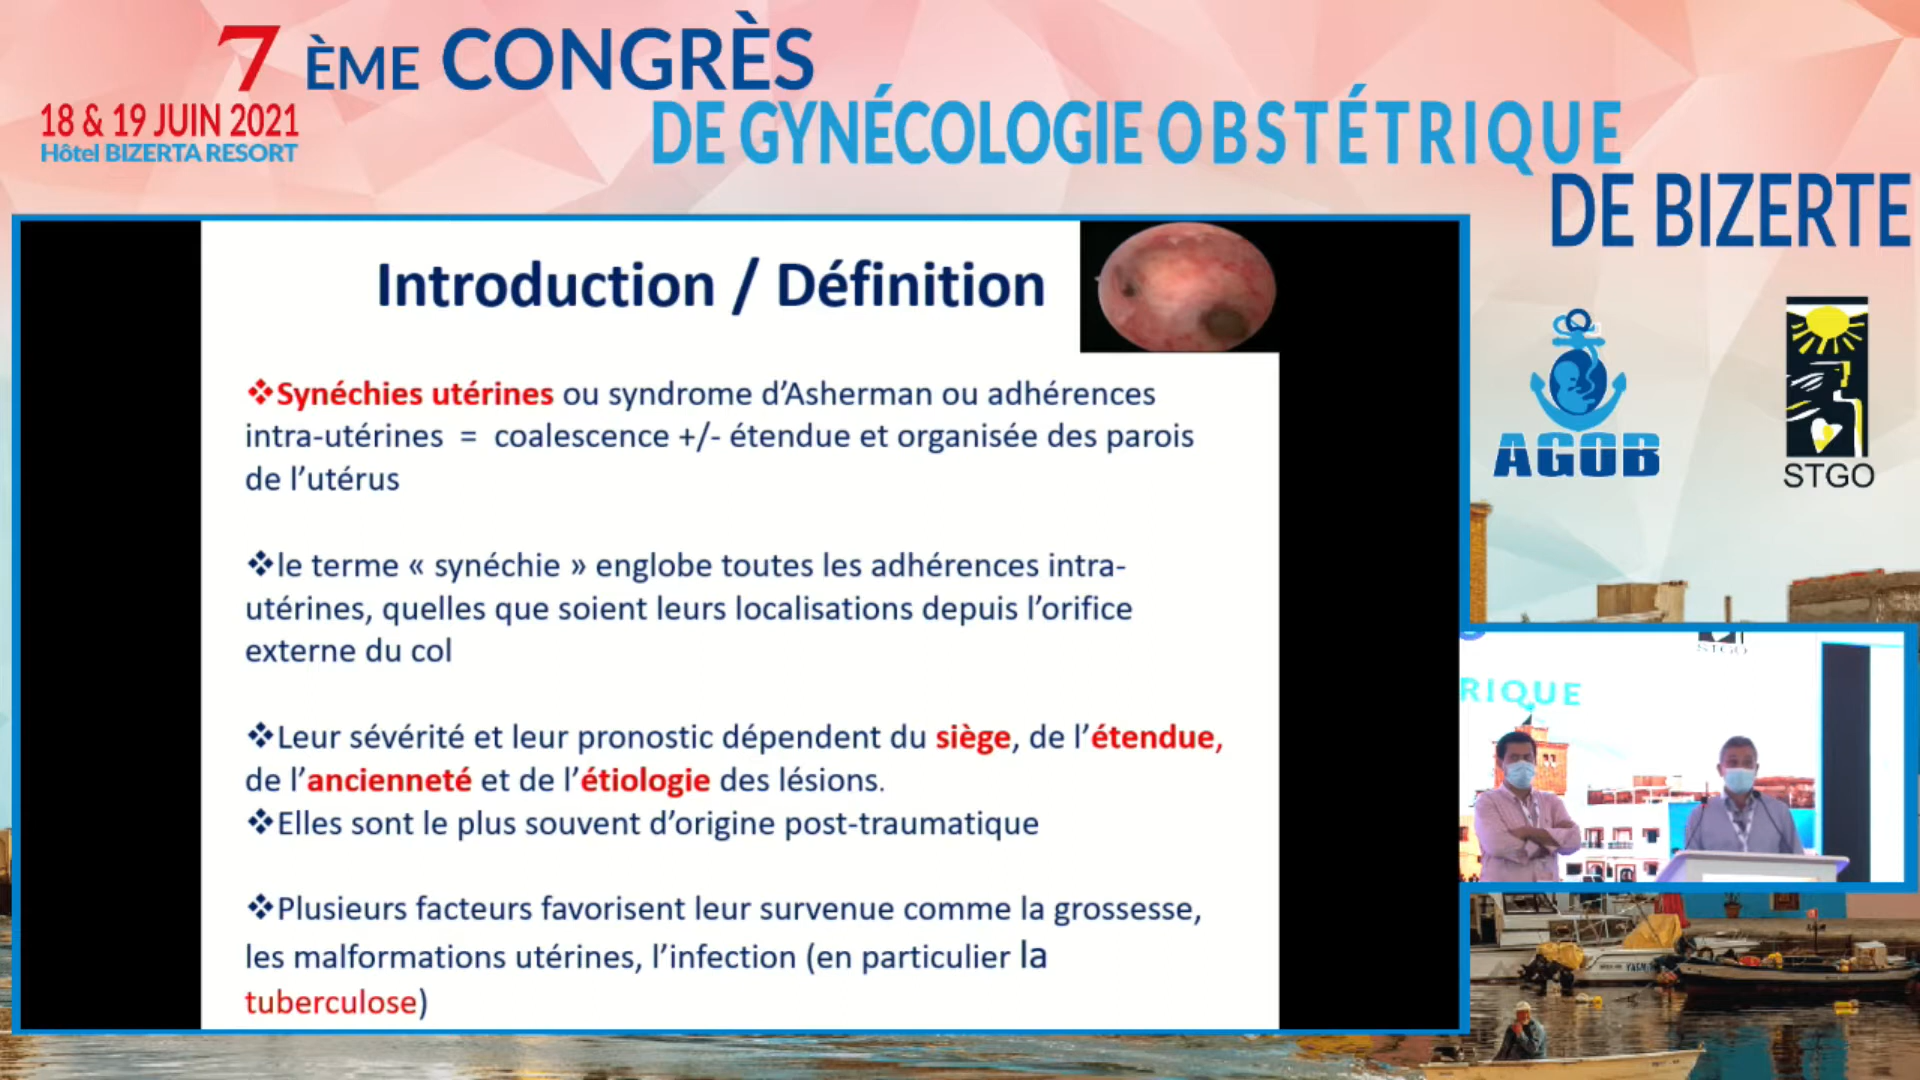 7 ÈME CONGRÈS
18 & 19 JUIN 2021
Hôtel BIZERTA RESORT
DE GYNÉCOLOGIE OBSTÉTRIQUE
DE BIZERTE
Introduction / Définition
❖Synéchies utérines ou syndrome d'Asherman ou adhérences
intra-utérines = coalescence +/- étendue et organisée des parois
de l'utérus
❖le terme « synéchie » englobe toutes les adhérences intra-
utérines, quelles que soient leurs localisations depuis l'orifice
externe du col
❖Leur sévérité et leur pronostic dépendent du siège, de l'étendue,
de l'ancienneté et de l'étiologie des lésions.
❖Elles sont le plus souvent d'origine post-traumatique
❖Plusieurs facteurs favorisent leur survenue comme la grossesse,
les malformations utérines, l'infection (en particulier la
tuberculose)
AGOB
STGO
STGO
RIQUE